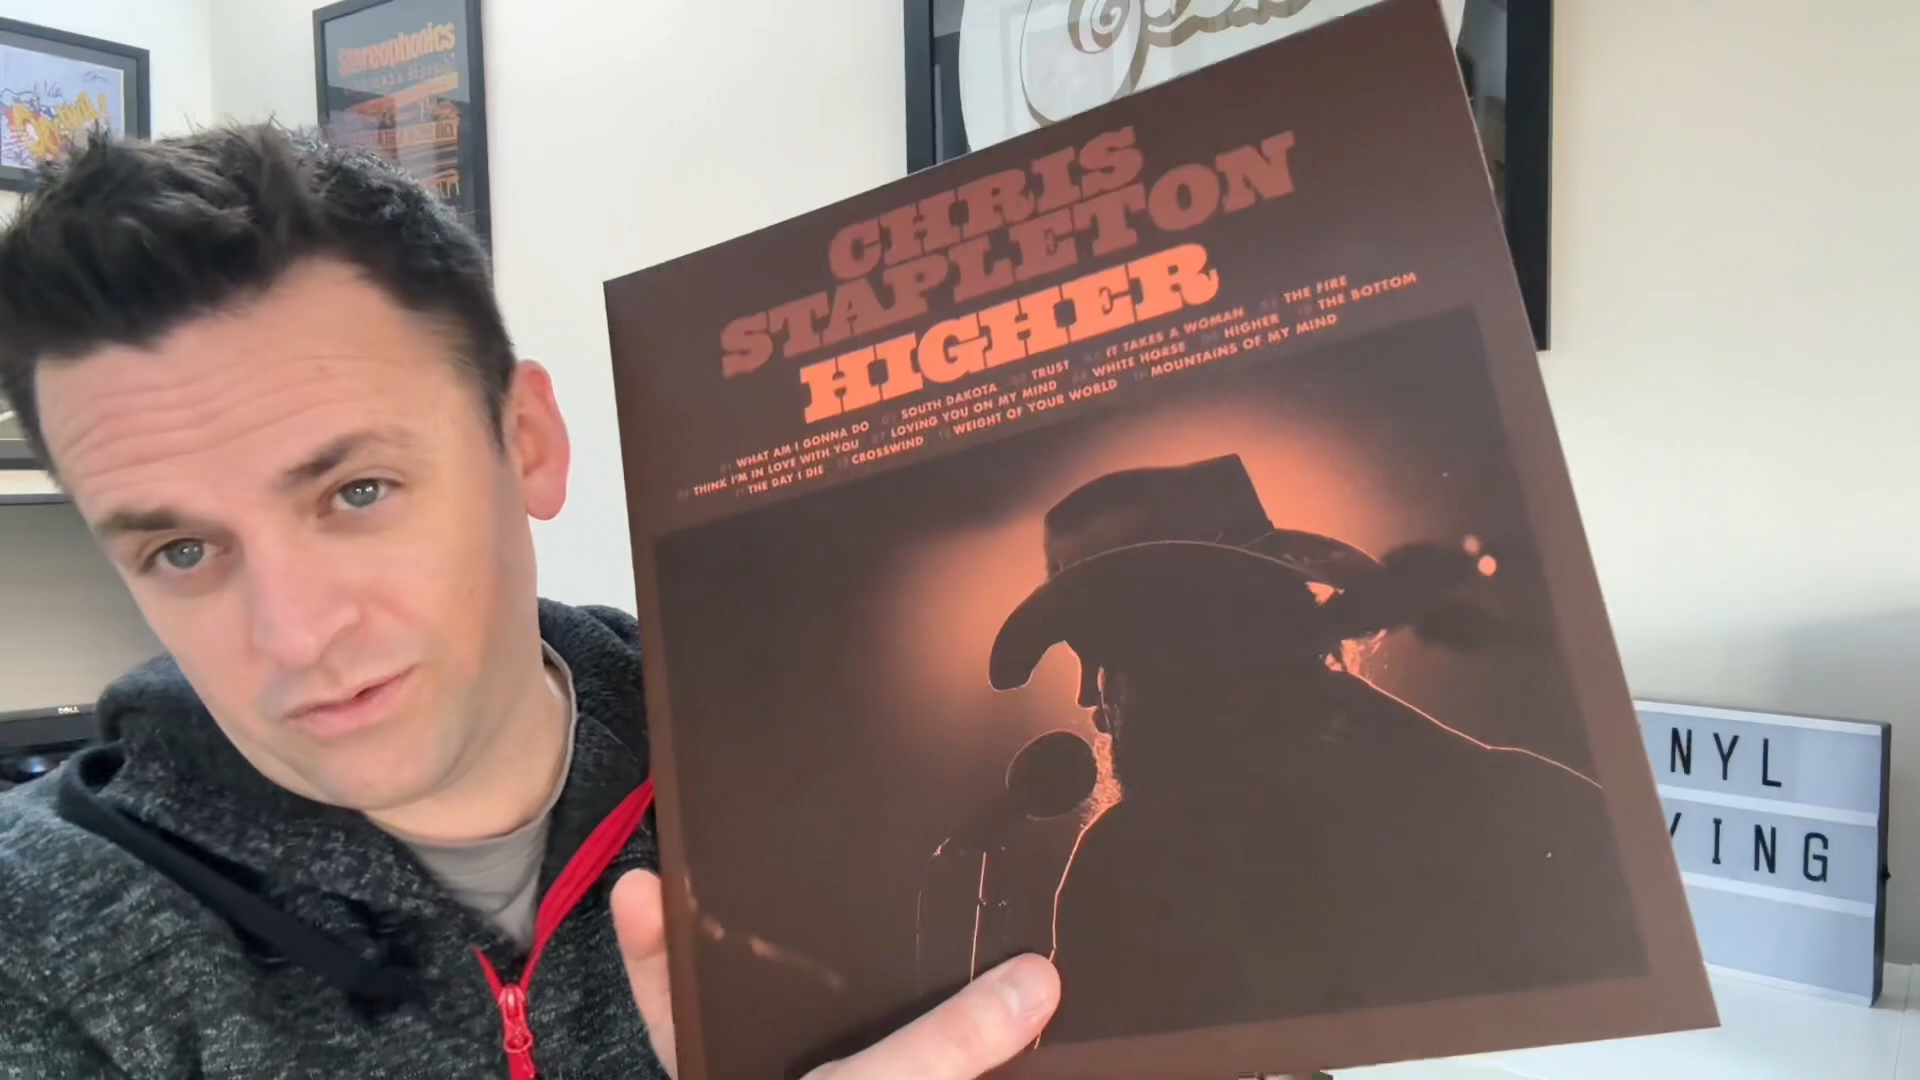 stereophonics
CHRIS
STAPLETON
HIGHER
WHAT AM I GONNA DO SOUTH DAKOTA TRUST IT TAKES A WOMAN THE FIRE
THINK I'M IN LOVE WITH YOU LOVING YOU ON MY MIND WHITE HORSE HIGHER THE BOTTOM
THE DAY I DIE CROSSWIND WEIGHT OF YOUR WORLD MOUNTAINS OF MY MIND
DELL
NYL
VING